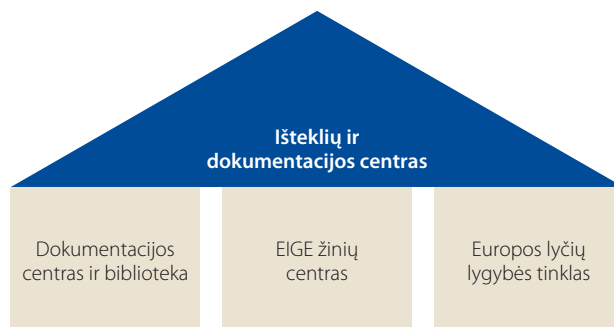 Išteklių ir
dokumentacijos centras
Dokumentacijos
centras ir biblioteka
EIGE žinių
centras
Europos lyčių
lygybės tinklas